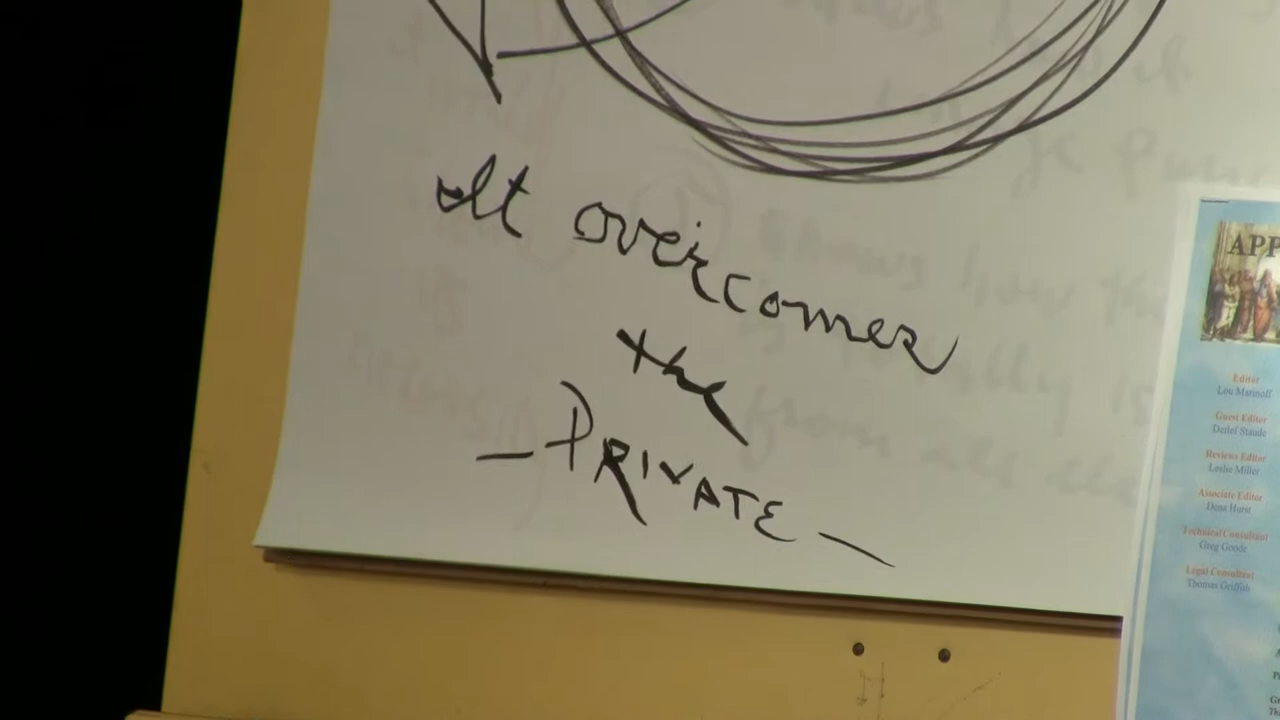 It overcomes
the
— PRIVATE —
APP
Editor
Lou Marinoff
Guest Editor
Detlef Staude
Reviews Editor
Leslie Miller
Associate Editor
Dena Hurst
Technical Consultant
Greg Goode
Legal Consultant
Thomas Griffith